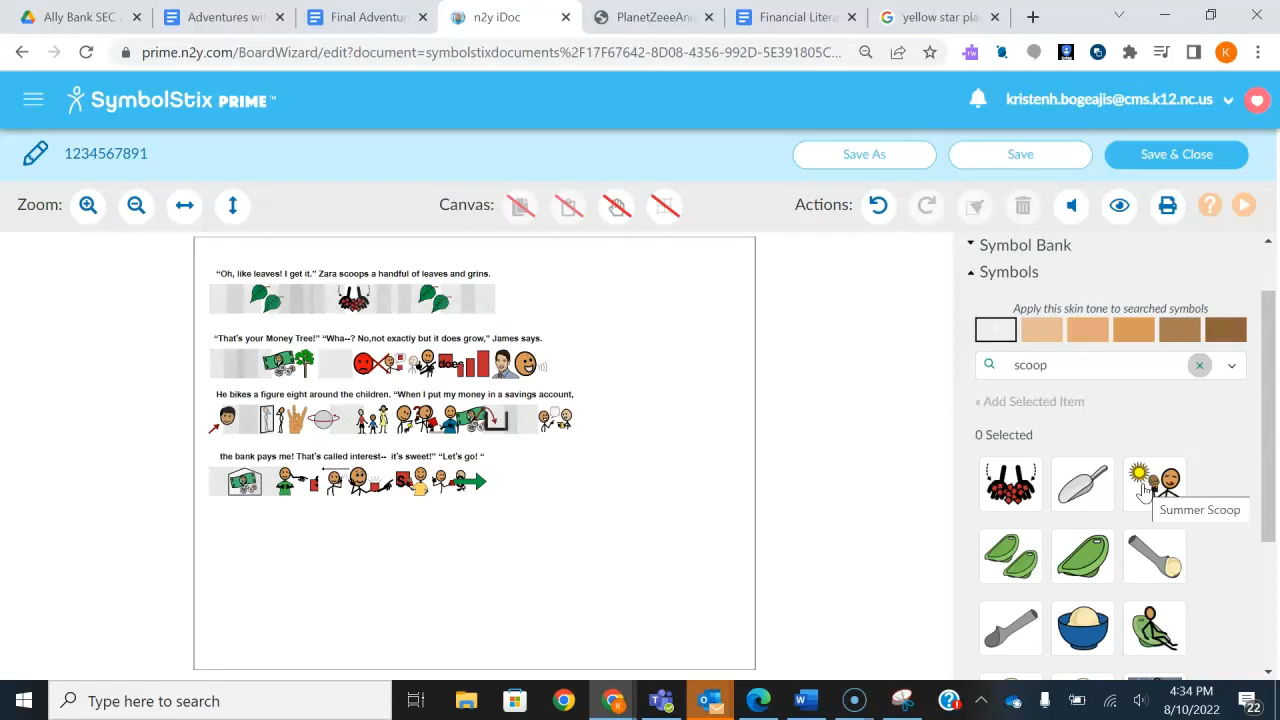 Ally Bank SEC
Adventures wi
Final Adventur
n2y iDoc
PlanetZeeeAn
Financial Litera
yellow star pla
prime.n2y.com/BoardWizard/edit?document=symbolstixdocuments%2F17F67642-8D08-4356-992D-5E391805C...
rw
K
SymbolStix PRIME™
kristenh.bogeajis@cms.k12.nc.us
1234567891
Save As
Save
Save & Close
Zoom:
Canvas:
Actions:
Symbol Bank
Symbols
Apply this skin tone to searched symbols
scoop
« Add Selected Item
0 Selected
Summer Scoop
“Oh, like leaves! I get it.” Zara scoops a handful of leaves and grins.
“That's your Money Tree!” “Wha--? No,not exactly but it does grow,” James says.
does
He bikes a figure eight around the children. “When I put my money in a savings account,
the bank pays me! That's called interest-- it's sweet!” “Let's go! “
Type here to search
4:34 PM
8/10/2022
22